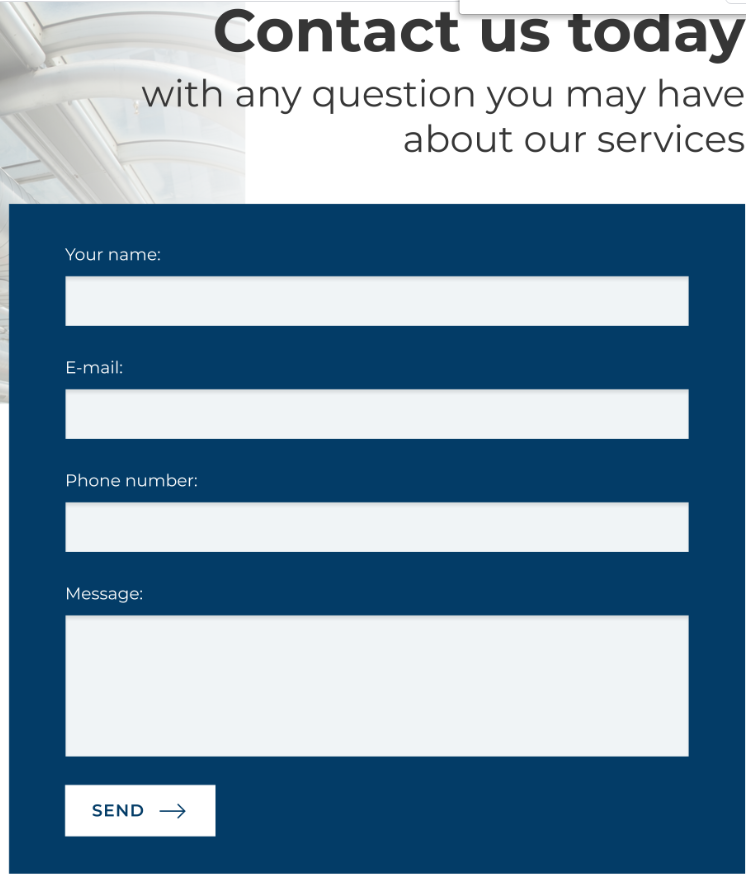 Contact us today
with any question you may have
about our services
Your name:
E-mail:
Phone number:
Message:
SEND